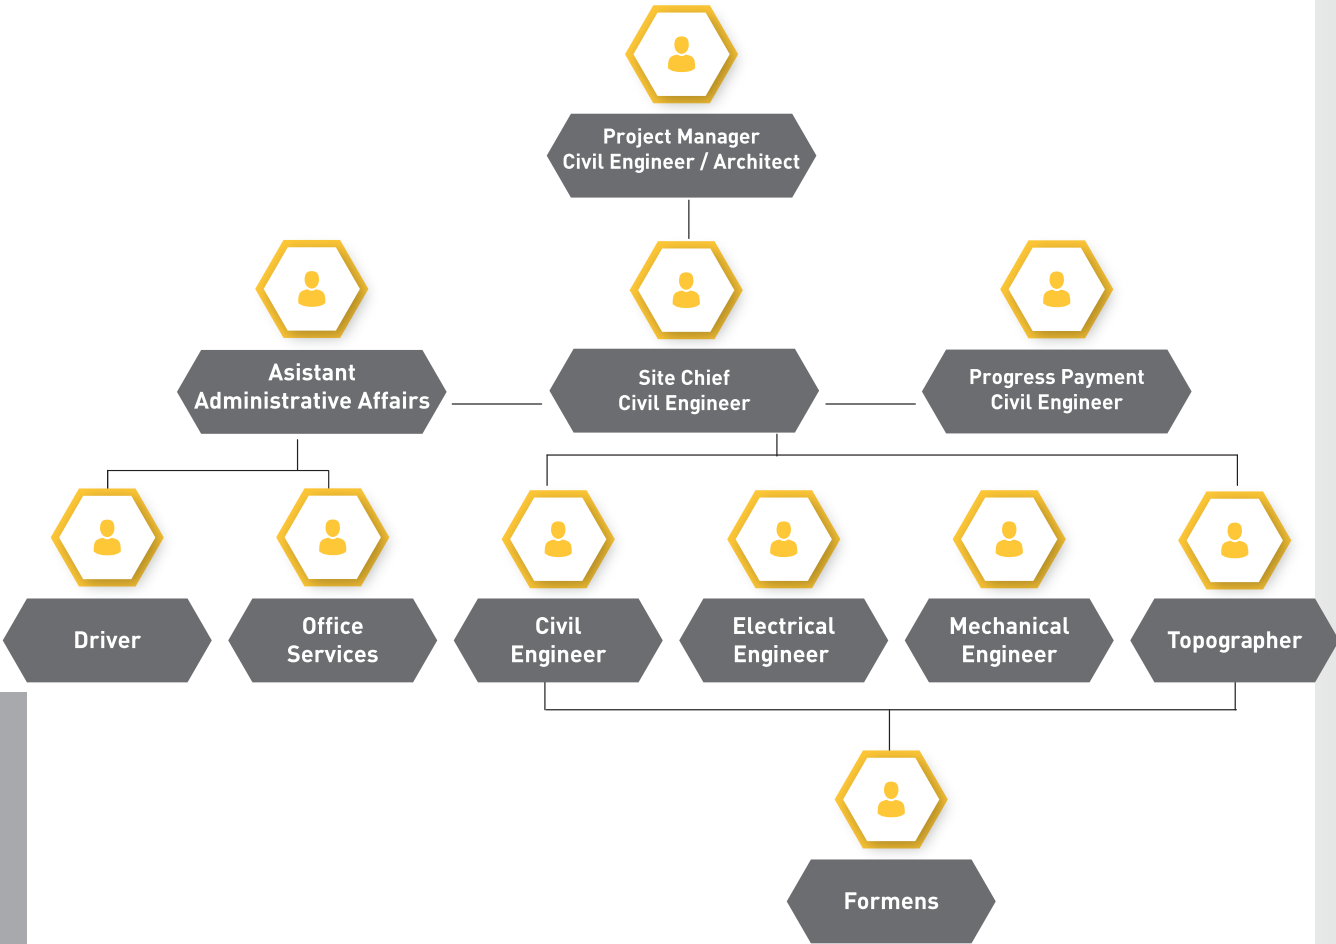 Project Manager
Civil Engineer / Architect
Asistant
Administrative Affairs
Site Chief
Civil Engineer
Progress Payment
Civil Engineer
Driver
Office
Services
Civil
Engineer
Electrical
Engineer
Mechanical
Engineer
Topographer
Formens